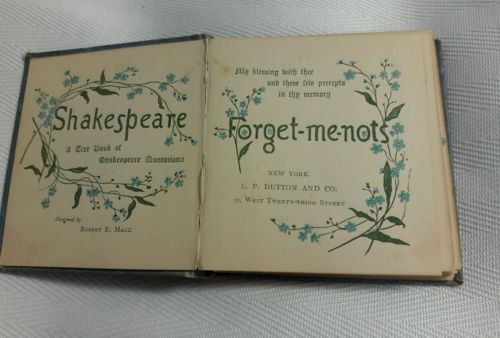 Shakespeare
A Text Book of
Shakespeare Quotations
Designed by
ROBERT E. MACK
My blessing with thee
and these few precepts
in thy memory
Forget-me-nots
NEW YORK
E. P. DUTTON AND CO.
31, WEST TWENTY-THIRD STREET